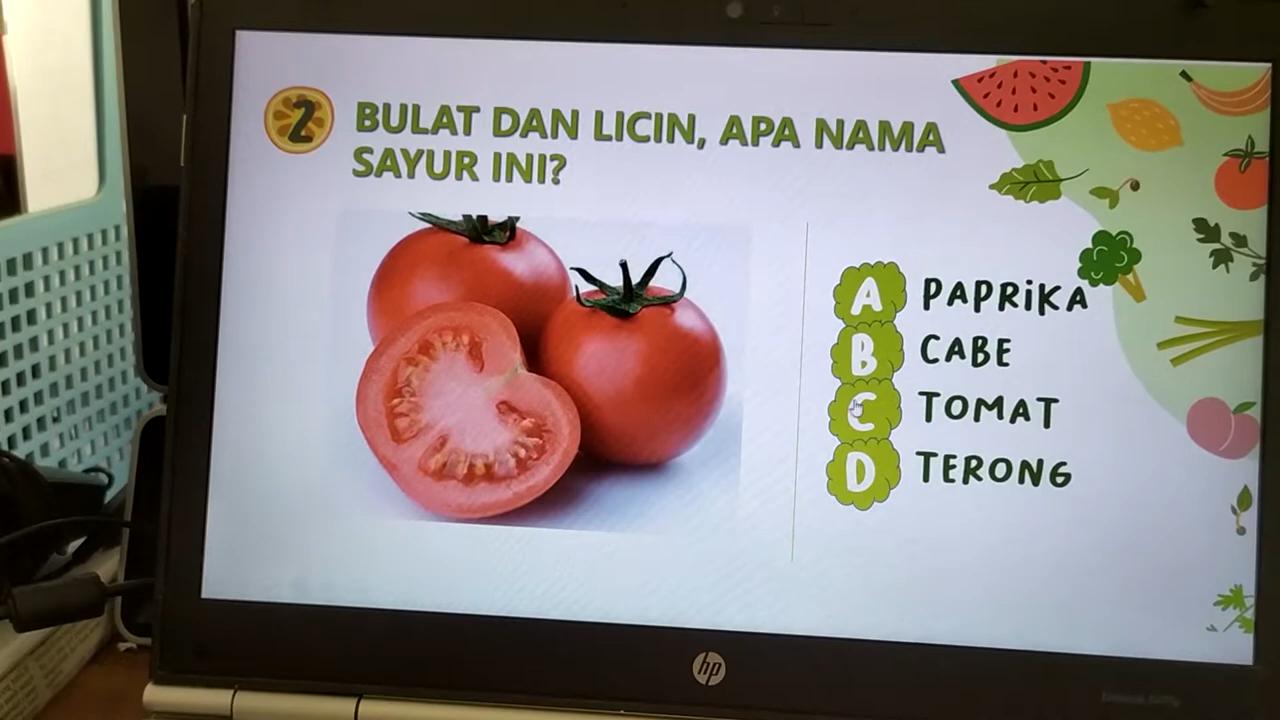 2
BULAT DAN LICIN, APA NAMA
SAYUR INI?
A PAPRIKA
B CABE
C TOMAT
D TERONG
hp